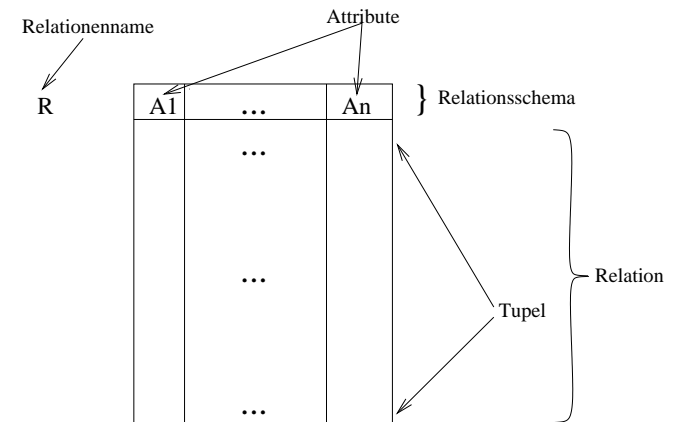 Attribute
Relationenname
R A1 ... An } Relationsschema
...
...
Relation
Tupel
...